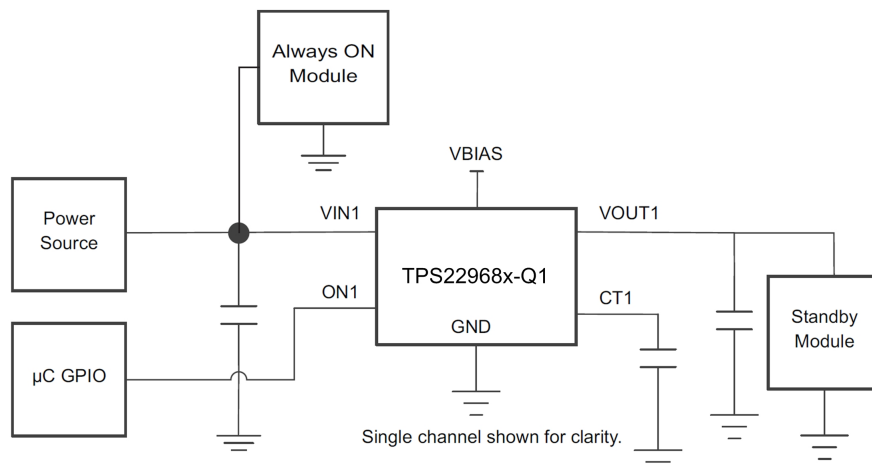 Always ON
Module
VBIAS
Power
Source
VIN1
VOUT1
TPS22968x-Q1
ON1
CT1
GND
µC GPIO
Standby
Module
Single channel shown for clarity.